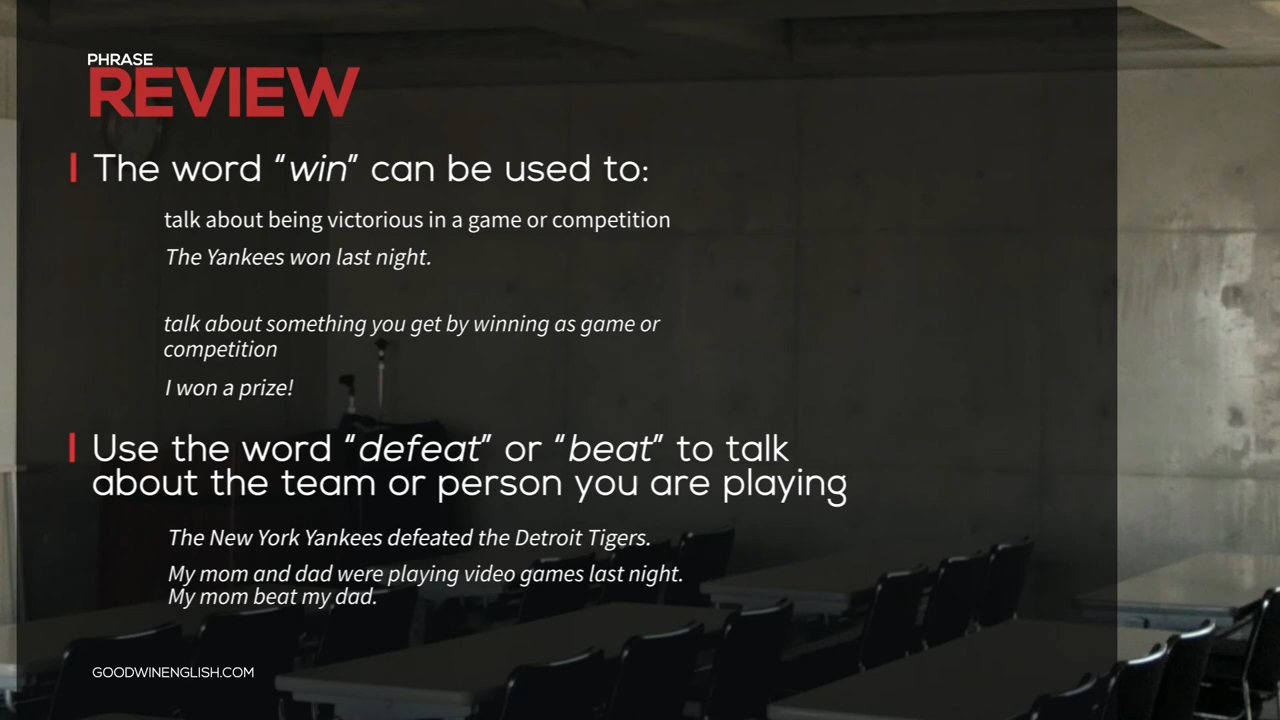 PHRASE
REVIEW
The word “win” can be used to:
talk about being victorious in a game or competition
The Yankees won last night.
talk about something you get by winning as game or
competition
I won a prize!
Use the word “defeat” or “beat” to talk
about the team or person you are playing
The New York Yankees defeated the Detroit Tigers.
My mom and dad were playing video games last night.
My mom beat my dad.
GOODWINENGLISH.COM